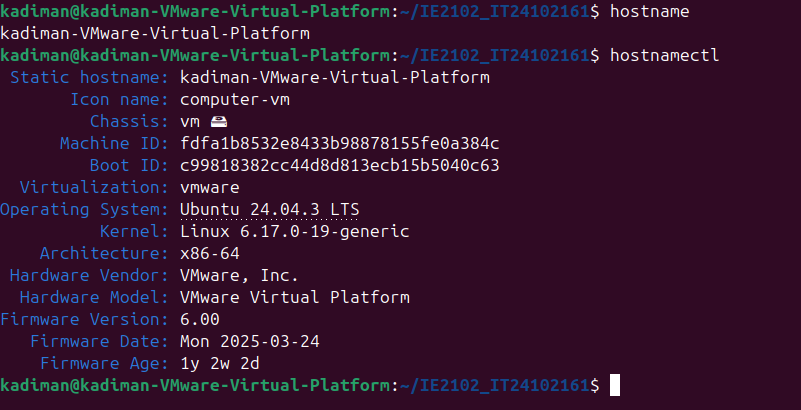 kadiman@kadiman-VMware-Virtual-Platform:~/IE2102_IT24102161$ hostname
kadiman-VMware-Virtual-Platform
kadiman@kadiman-VMware-Virtual-Platform:~/IE2102_IT24102161$ hostnamectl
Static hostname: kadiman-VMware-Virtual-Platform
Icon name: computer-vm
Chassis: vm 🖴
Machine ID: fdfa1b8532e8433b98878155fe0a384c
Boot ID: c99818382cc44d8d813ecb15b5040c63
Virtualization: vmware
Operating System: Ubuntu 24.04.3 LTS
Kernel: Linux 6.17.0-19-generic
Architecture: x86-64
Hardware Vendor: VMware, Inc.
Hardware Model: VMware Virtual Platform
Firmware Version: 6.00
Firmware Date: Mon 2025-03-24
Firmware Age: 1y 2w 2d
kadiman@kadiman-VMware-Virtual-Platform:~/IE2102_IT24102161$